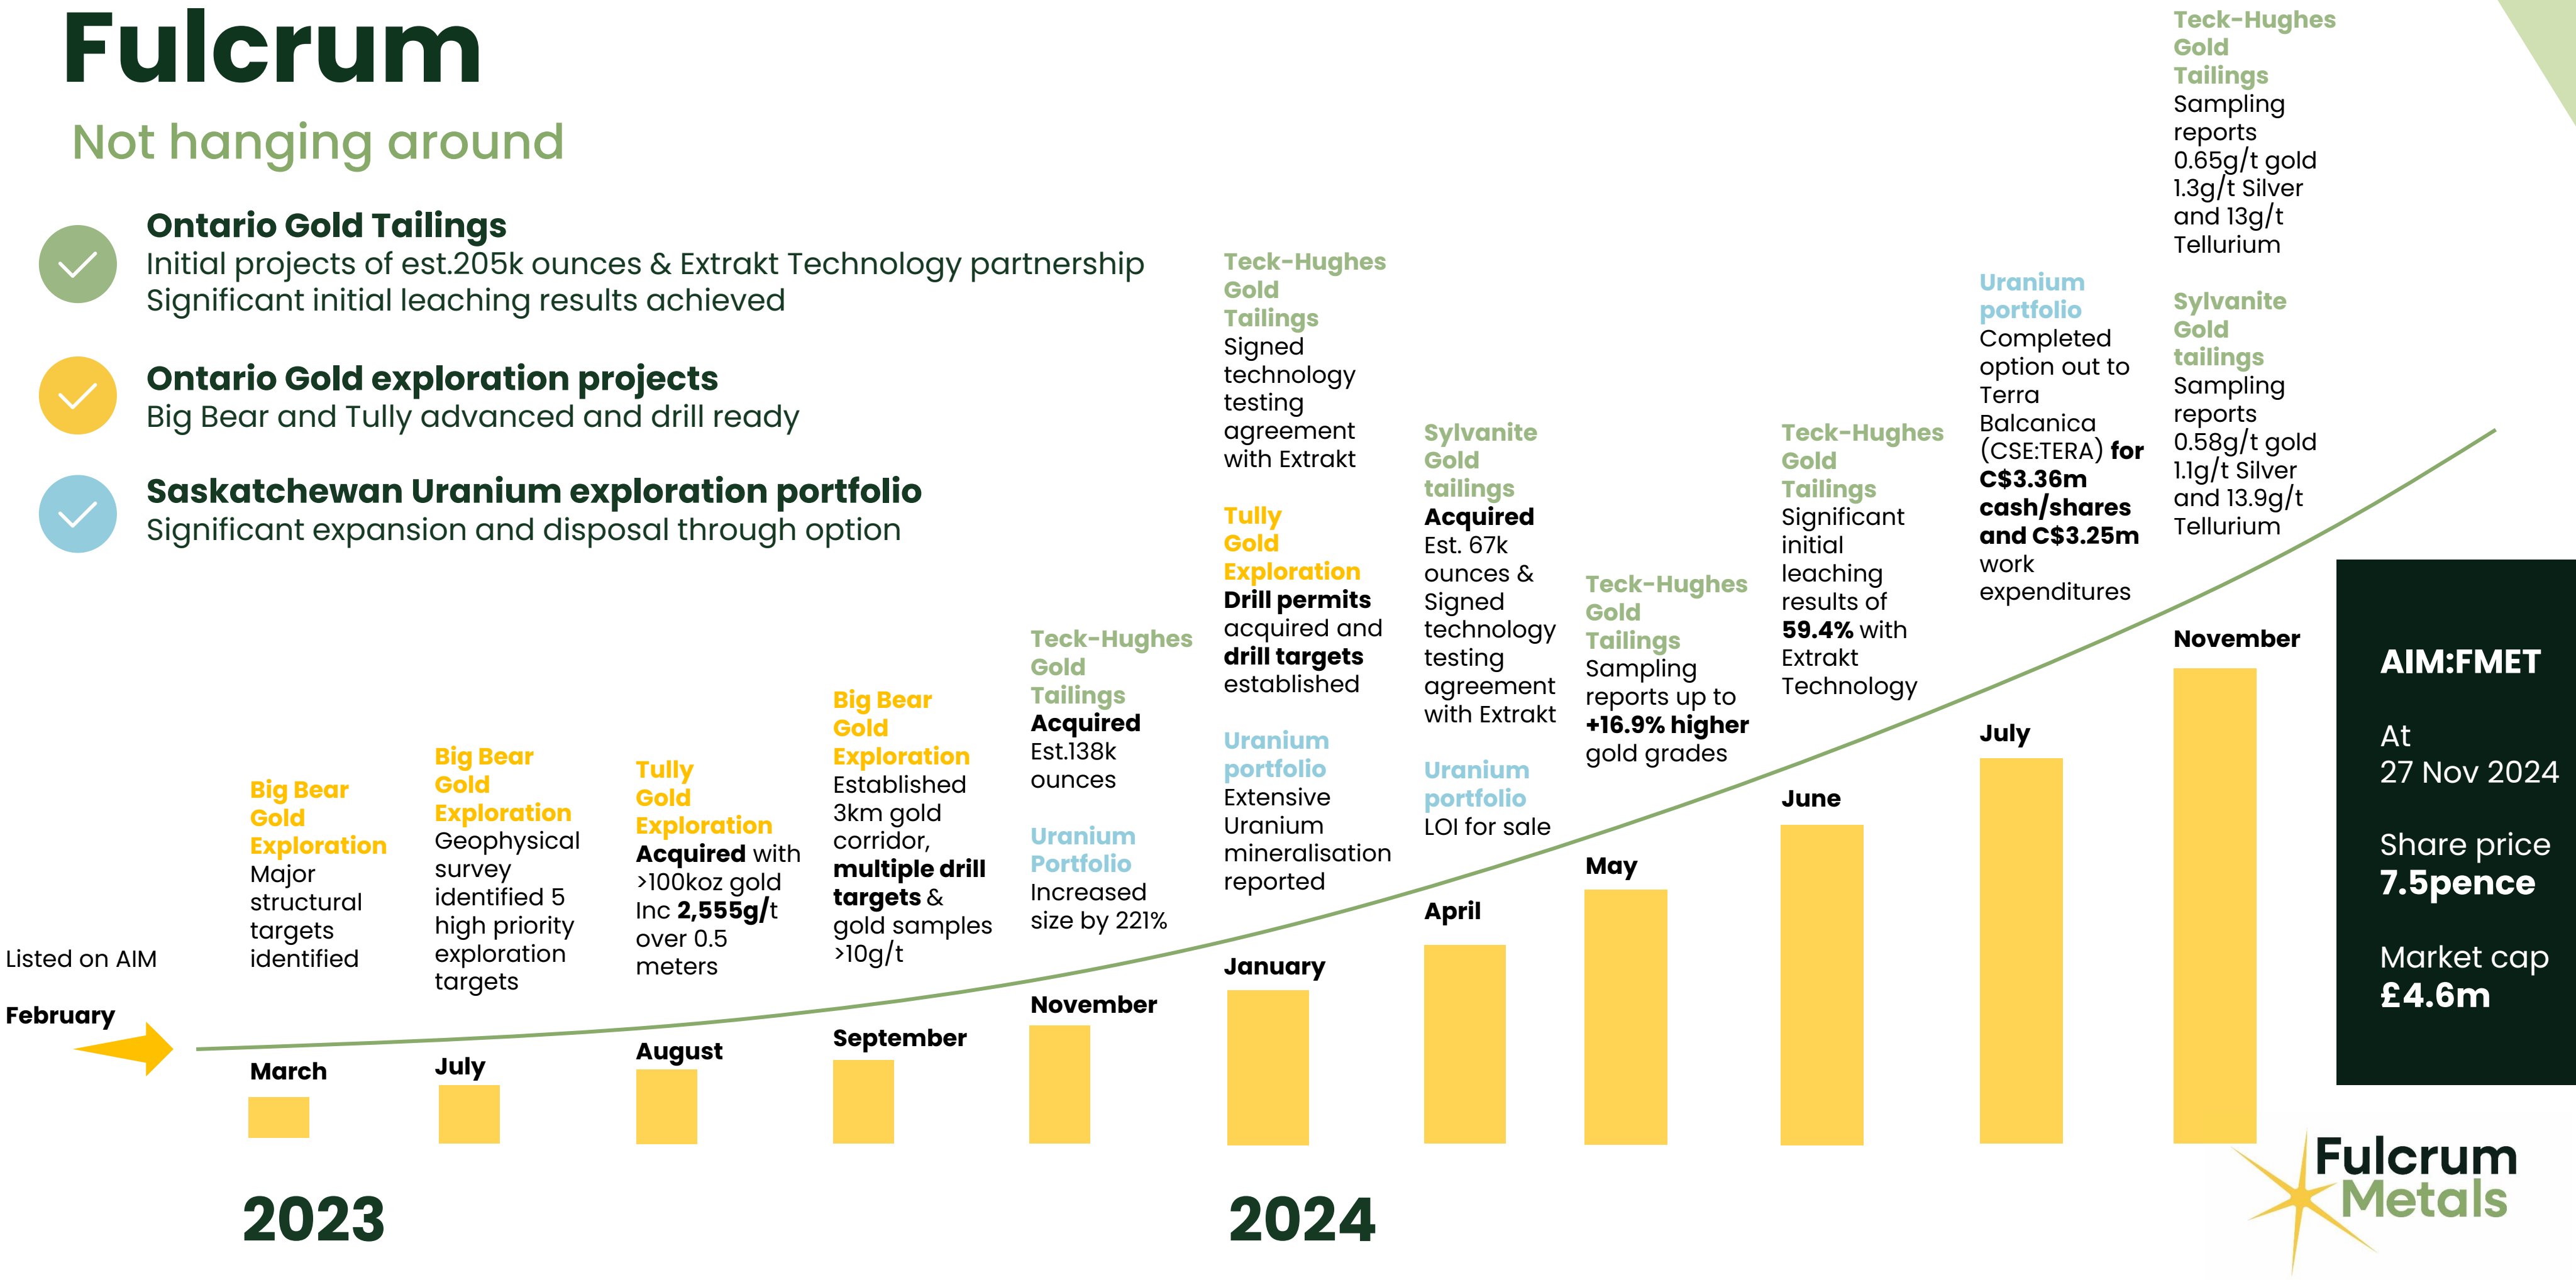 Fulcrum
Not hanging around
Ontario Gold Tailings
Initial projects of est.205k ounces & Extrakt Technology partnership
Significant initial leaching results achieved
Ontario Gold exploration projects
Big Bear and Tully advanced and drill ready
Saskatchewan Uranium exploration portfolio
Significant expansion and disposal through option
Listed on AIM
February
Big Bear
Gold
Exploration
Major
structural
targets
identified
March
Big Bear
Gold
Exploration
Geophysical
survey
identified 5
high priority
exploration
targets
July
Tully
Gold
Exploration
Acquired with
>100koz gold
Inc 2,555g/t
over 0.5
meters
August
Big Bear
Gold
Exploration
Established
3km gold
corridor,
multiple drill
targets &
gold samples
>10g/t
September
Teck-Hughes
Gold
Tailings
Acquired
Est.138k
ounces
Uranium
Portfolio
Increased
size by 221%
November
Teck-Hughes
Gold
Tailings
Signed
technology
testing
agreement
with Extrakt
Tully
Gold
Exploration
Drill permits
acquired and
drill targets
established
Uranium
portfolio
Extensive
Uranium
mineralisation
reported
January
Sylvanite
Gold
tailings
Acquired
Est. 67k
ounces &
Signed
technology
testing
agreement
with Extrakt
Uranium
portfolio
LOI for sale
April
Teck-Hughes
Gold
Tailings
Sampling
reports up to
+16.9% higher
gold grades
May
Teck-Hughes
Gold
Tailings
Significant
initial
leaching
results of
59.4% with
Extrakt
Technology
June
Uranium
portfolio
Completed
option out to
Terra
Balcanica
(CSE:TERA) for
C$3.36m
cash/shares
and C$3.25m
work
expenditures
July
Teck-Hughes
Gold
Tailings
Sampling
reports
0.65g/t gold
1.3g/t Silver
and 13g/t
Tellurium
Sylvanite
Gold
tailings
Sampling
reports
0.58g/t gold
1.1g/t Silver
and 13.9g/t
Tellurium
November
AIM:FMET
At
27 Nov 2024
Share price
7.5pence
Market cap
£4.6m
2023
2024
Fulcrum
Metals